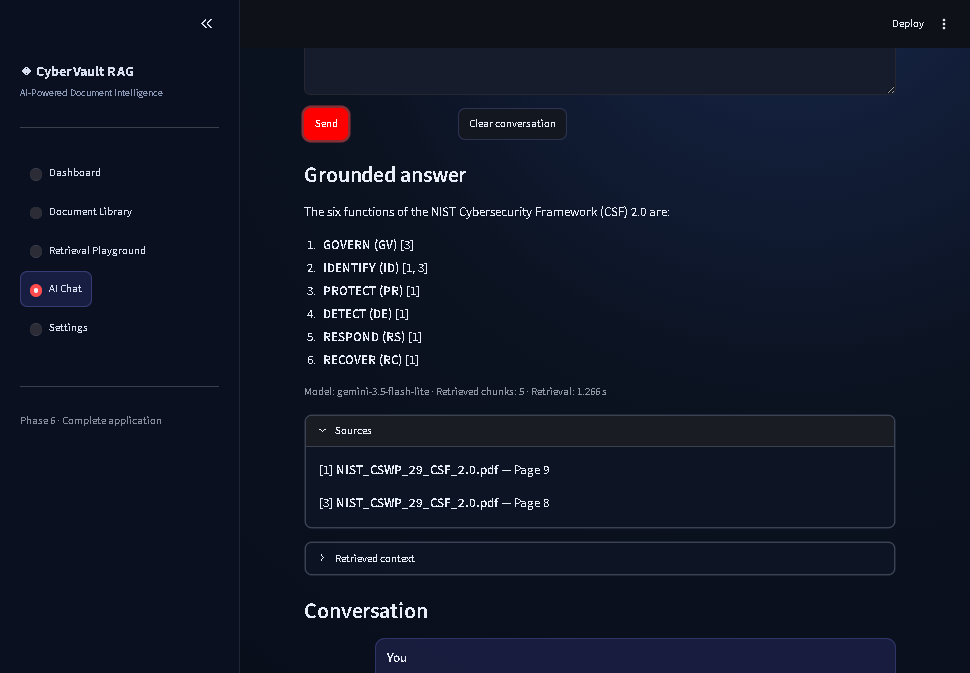 CyberVault RAG
AI-Powered Document Intelligence
Dashboard
Document Library
Retrieval Playground
AI Chat
Settings
Phase 6 · Complete application
Deploy
Send
Clear conversation
Grounded answer
The six functions of the NIST Cybersecurity Framework (CSF) 2.0 are:
1. GOVERN (GV) [3]
2. IDENTIFY (ID) [1, 3]
3. PROTECT (PR) [1]
4. DETECT (DE) [1]
5. RESPOND (RS) [1]
6. RECOVER (RC) [1]
Model: gemini-3.5-flash-lite · Retrieved chunks: 5 · Retrieval: 1.266 s
Sources
[1] NIST_CSWP_29_CSF_2.0.pdf — Page 9
[3] NIST_CSWP_29_CSF_2.0.pdf — Page 8
Retrieved context
Conversation
You